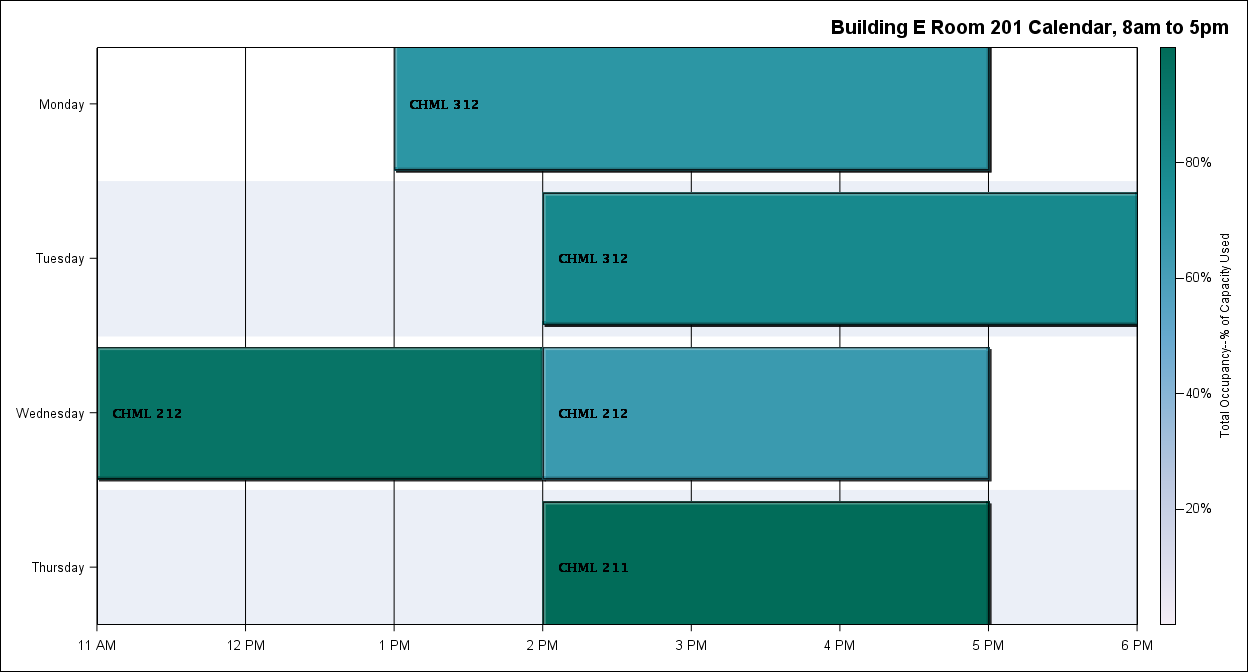 Building E Room 201 Calendar, 8am to 5pm
Monday
CHML 312
Tuesday
CHML 312
Wednesday
CHML 212
CHML 212
Thursday
CHML 211
11 AM
12 PM
1 PM
2 PM
3 PM
4 PM
5 PM
6 PM
80%
60%
40%
20%
Total Occupancy--% of Capacity Used